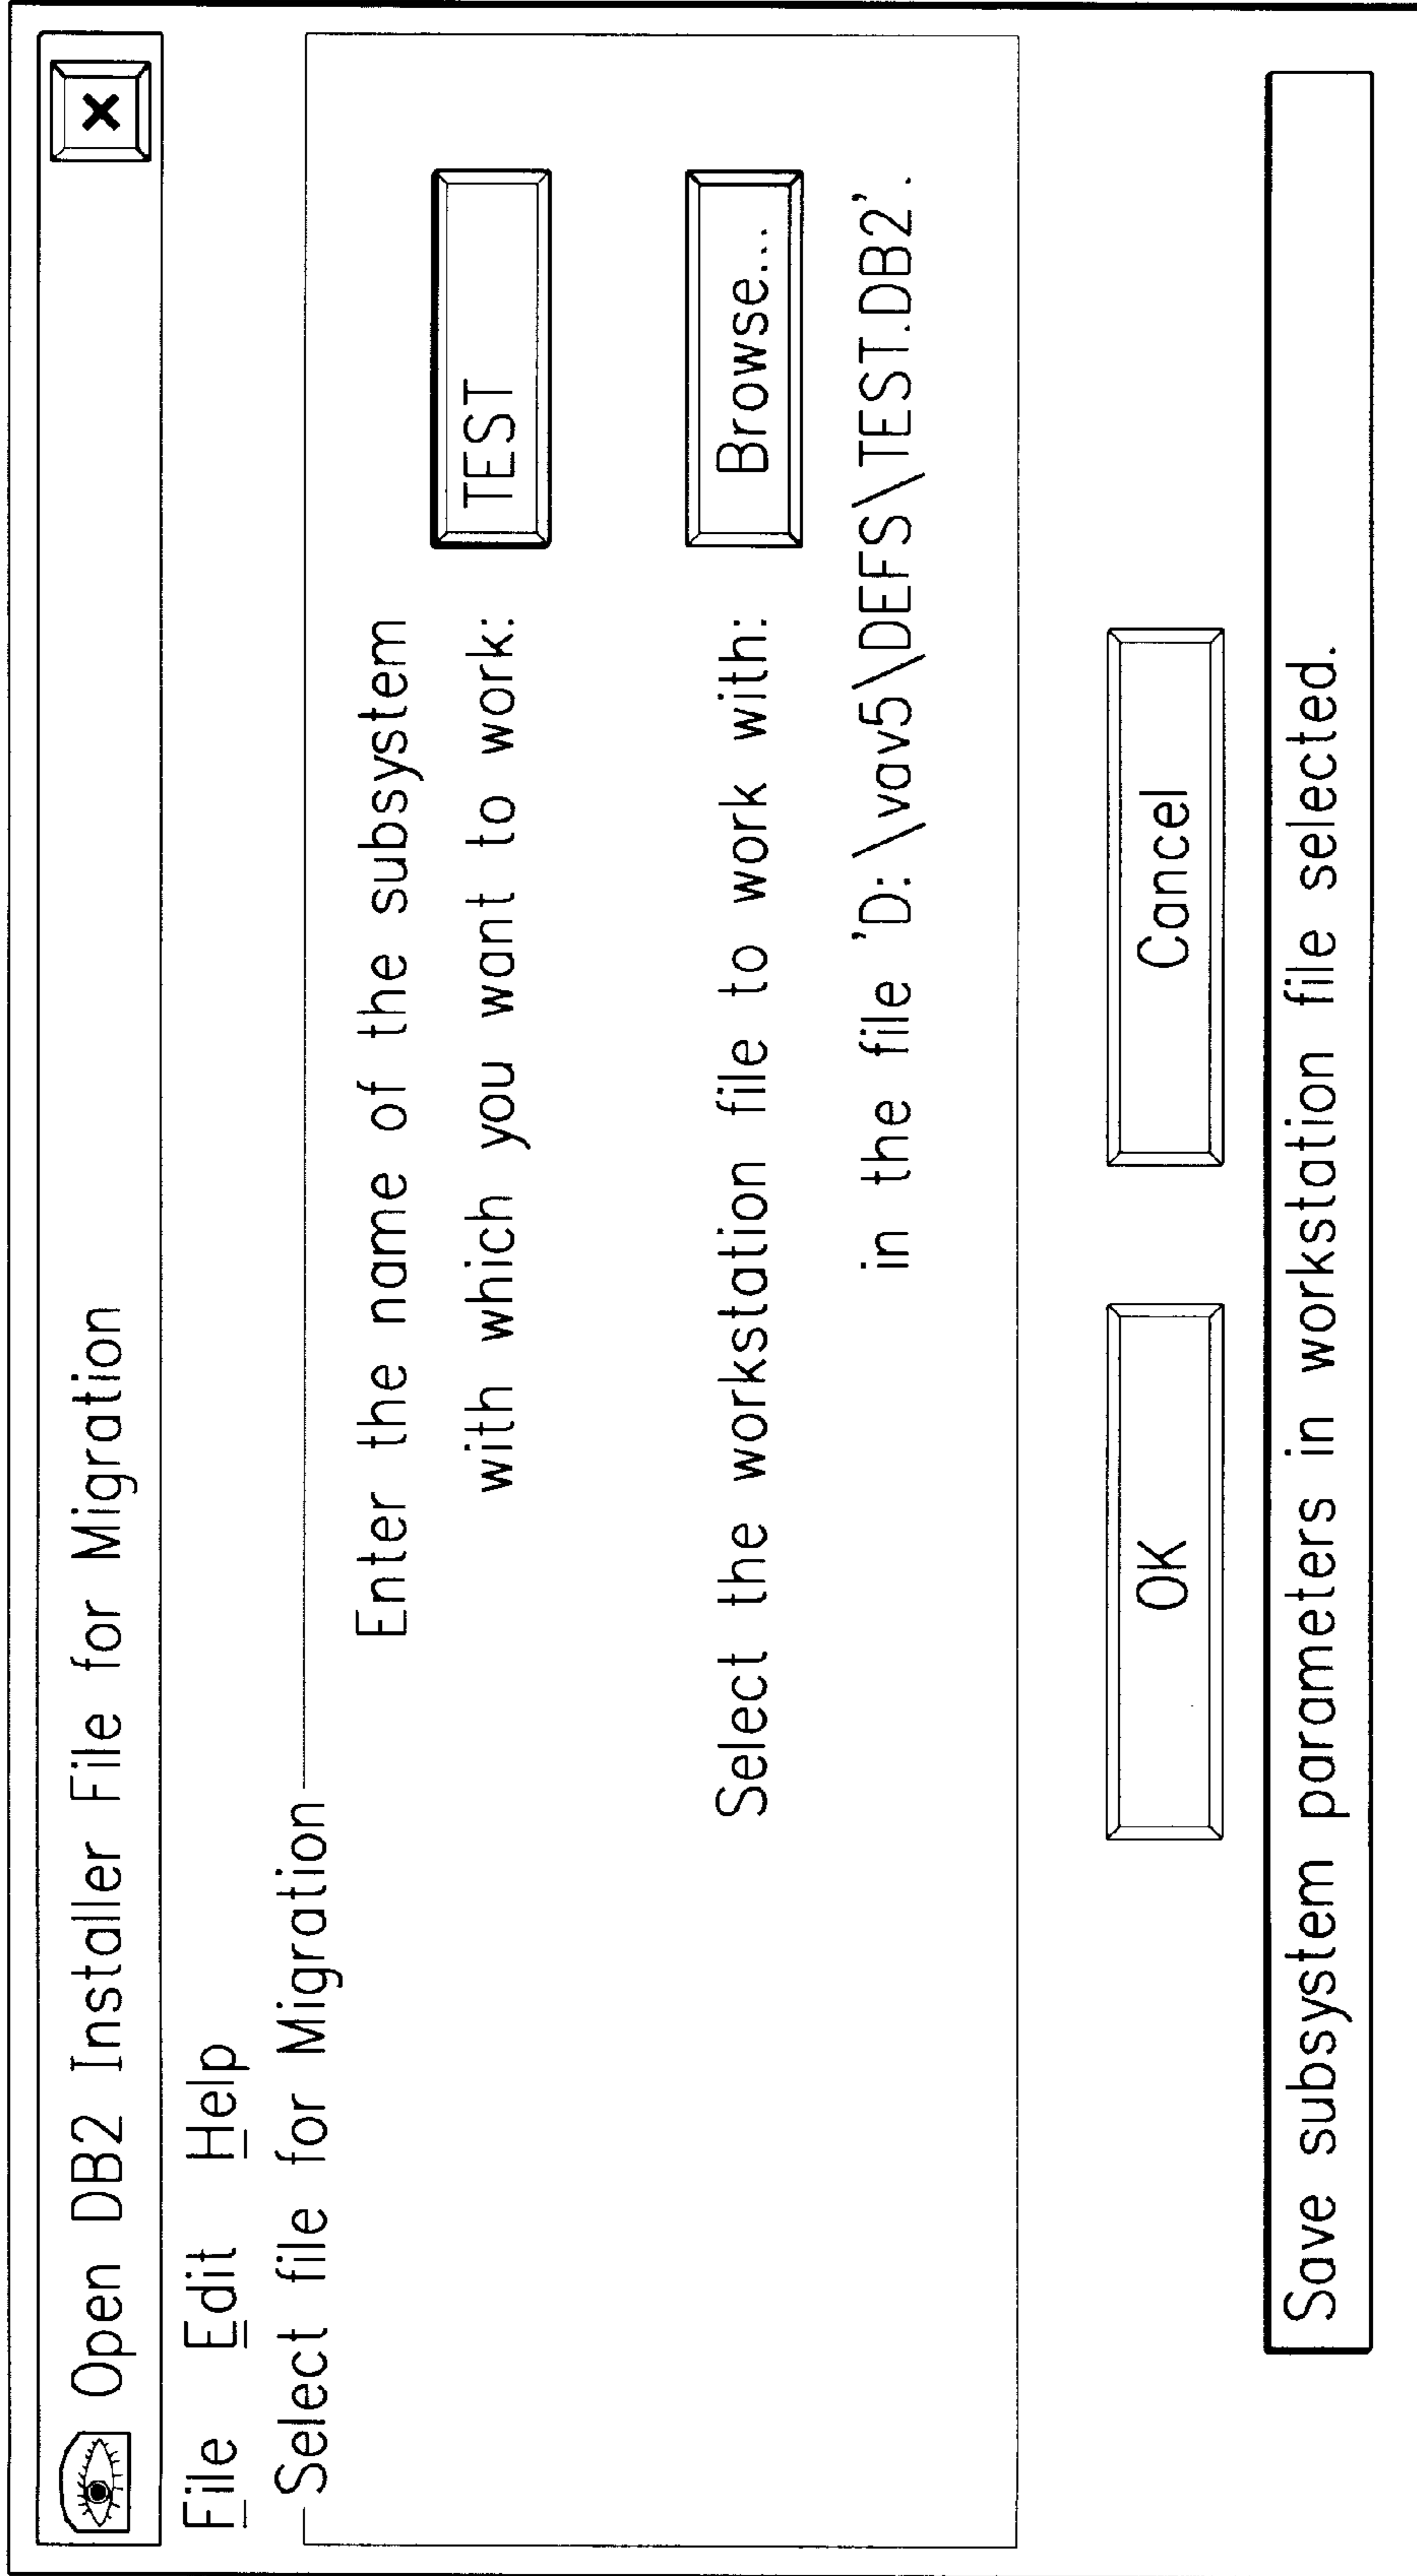 Open DB2 Installer File for Migration
File Edit Help
Select file for Migration
Enter the name of the subsystem
with which you want to work: TEST
Select the workstation file to work with: Browse...
in the file 'D:\vav5\DEFS\TEST.DB2'.
OK Cancel
Save subsystem parameters in workstation file selected.